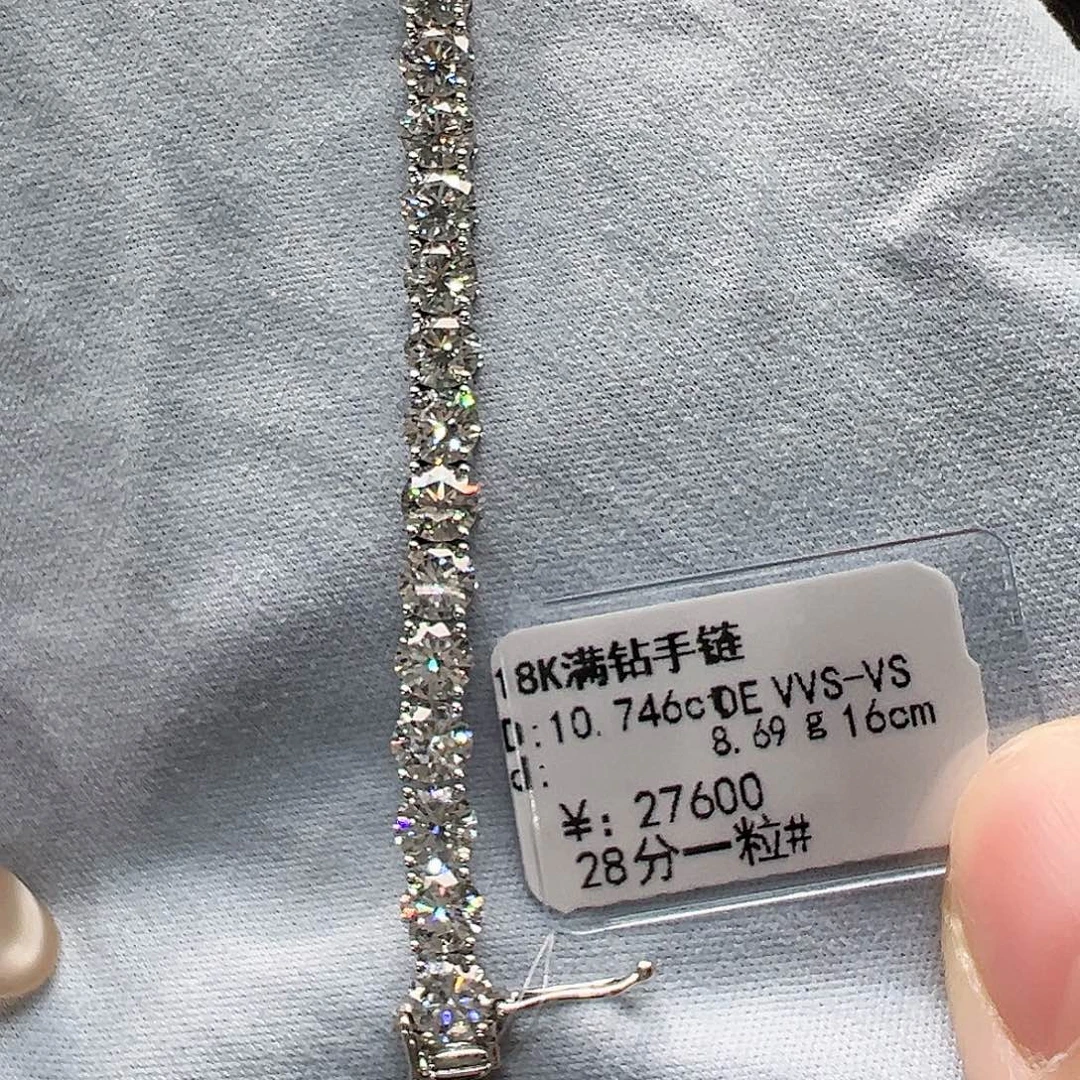 18K满钻手链
D:10.746ct DE VVS-VS
8.69 g 16cm
d:
¥: 27600
28分一粒#